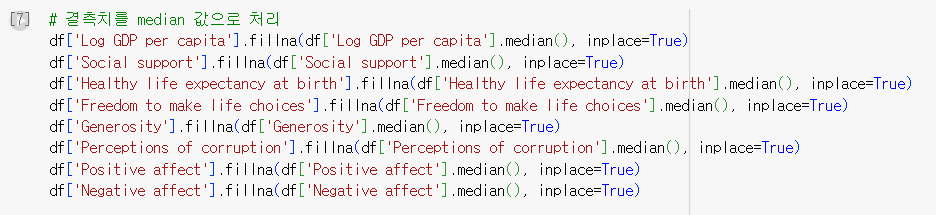 [7] # 결측치를 median 값으로 처리
df['Log GDP per capita'].fillna(df['Log GDP per capita'].median(), inplace=True)
df['Social support'].fillna(df['Social support'].median(), inplace=True)
df['Healthy life expectancy at birth'].fillna(df['Healthy life expectancy at birth'].median(), inplace=True)
df['Freedom to make life choices'].fillna(df['Freedom to make life choices'].median(), inplace=True)
df['Generosity'].fillna(df['Generosity'].median(), inplace=True)
df['Perceptions of corruption'].fillna(df['Perceptions of corruption'].median(), inplace=True)
df['Positive affect'].fillna(df['Positive affect'].median(), inplace=True)
df['Negative affect'].fillna(df['Negative affect'].median(), inplace=True)